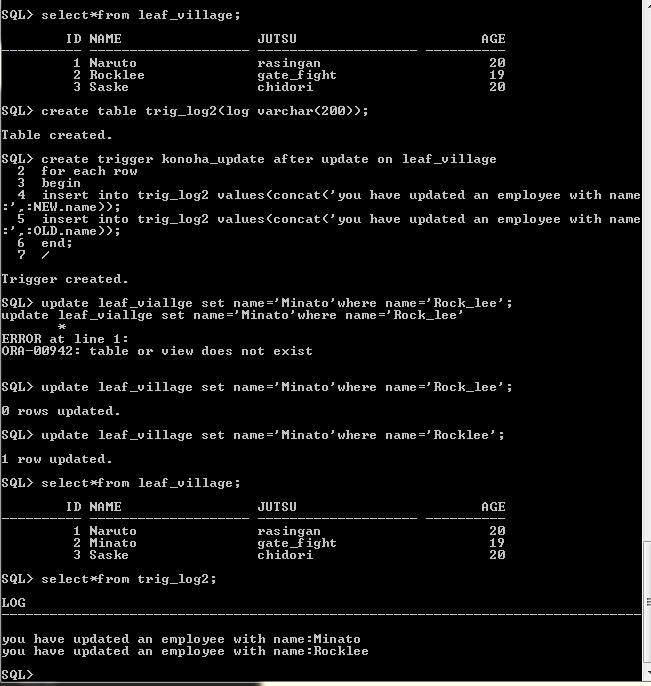 SQL> select*from leaf_village;
ID NAME JUTSU AGE
---------- -------------------- -------------------- ----------
1 Naruto rasingan 20
2 Rocklee gate_fight 19
3 Saske chidori 20
SQL> create table trig_log2(log varchar(200));
Table created.
SQL> create trigger konoha_update after update on leaf_village
2 for each row
3 begin
4 insert into trig_log2 values(concat('you have updated an employee with name
:',:NEW.name));
5 insert into trig_log2 values(concat('you have updated an employee with name
:',:OLD.name));
6 end;
7 /
Trigger created.
SQL> update leaf_viallge set name='Minato'where name='Rock_lee';
update leaf_viallge set name='Minato'where name='Rock_lee'
*
ERROR at line 1:
ORA-00942: table or view does not exist
SQL> update leaf_village set name='Minato'where name='Rock_lee';
0 rows updated.
SQL> update leaf_village set name='Minato'where name='Rocklee';
1 row updated.
SQL> select*from leaf_village;
ID NAME JUTSU AGE
---------- -------------------- -------------------- ----------
1 Naruto rasingan 20
2 Minato gate_fight 19
3 Saske chidori 20
SQL> select*from trig_log2;
LOG
--------------------------------------------------------------------------------
you have updated an employee with name:Minato
you have updated an employee with name:Rocklee
SQL>